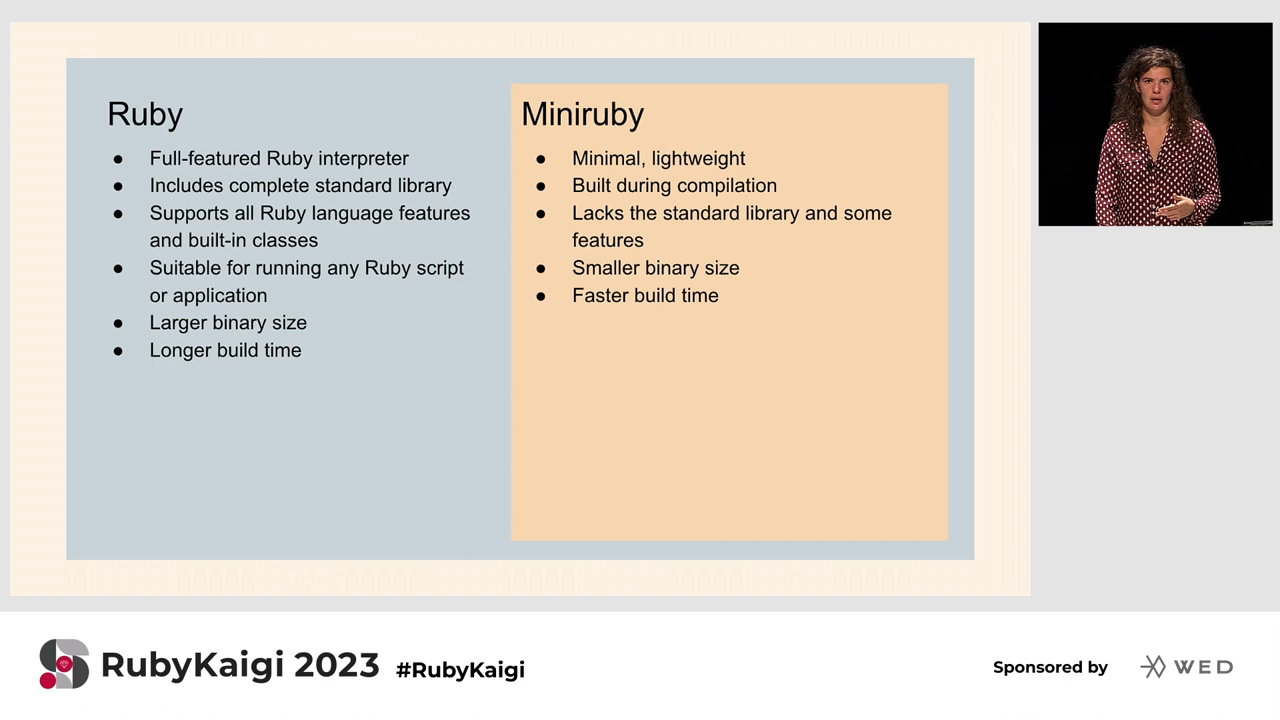 Ruby
● Full-featured Ruby interpreter
● Includes complete standard library
● Supports all Ruby language features
and built-in classes
● Suitable for running any Ruby script
or application
● Larger binary size
● Longer build time
Miniruby
● Minimal, lightweight
● Built during compilation
● Lacks the standard library and some
features
● Smaller binary size
● Faster build time
RubyKaigi 2023 #RubyKaigi
Sponsored by WED